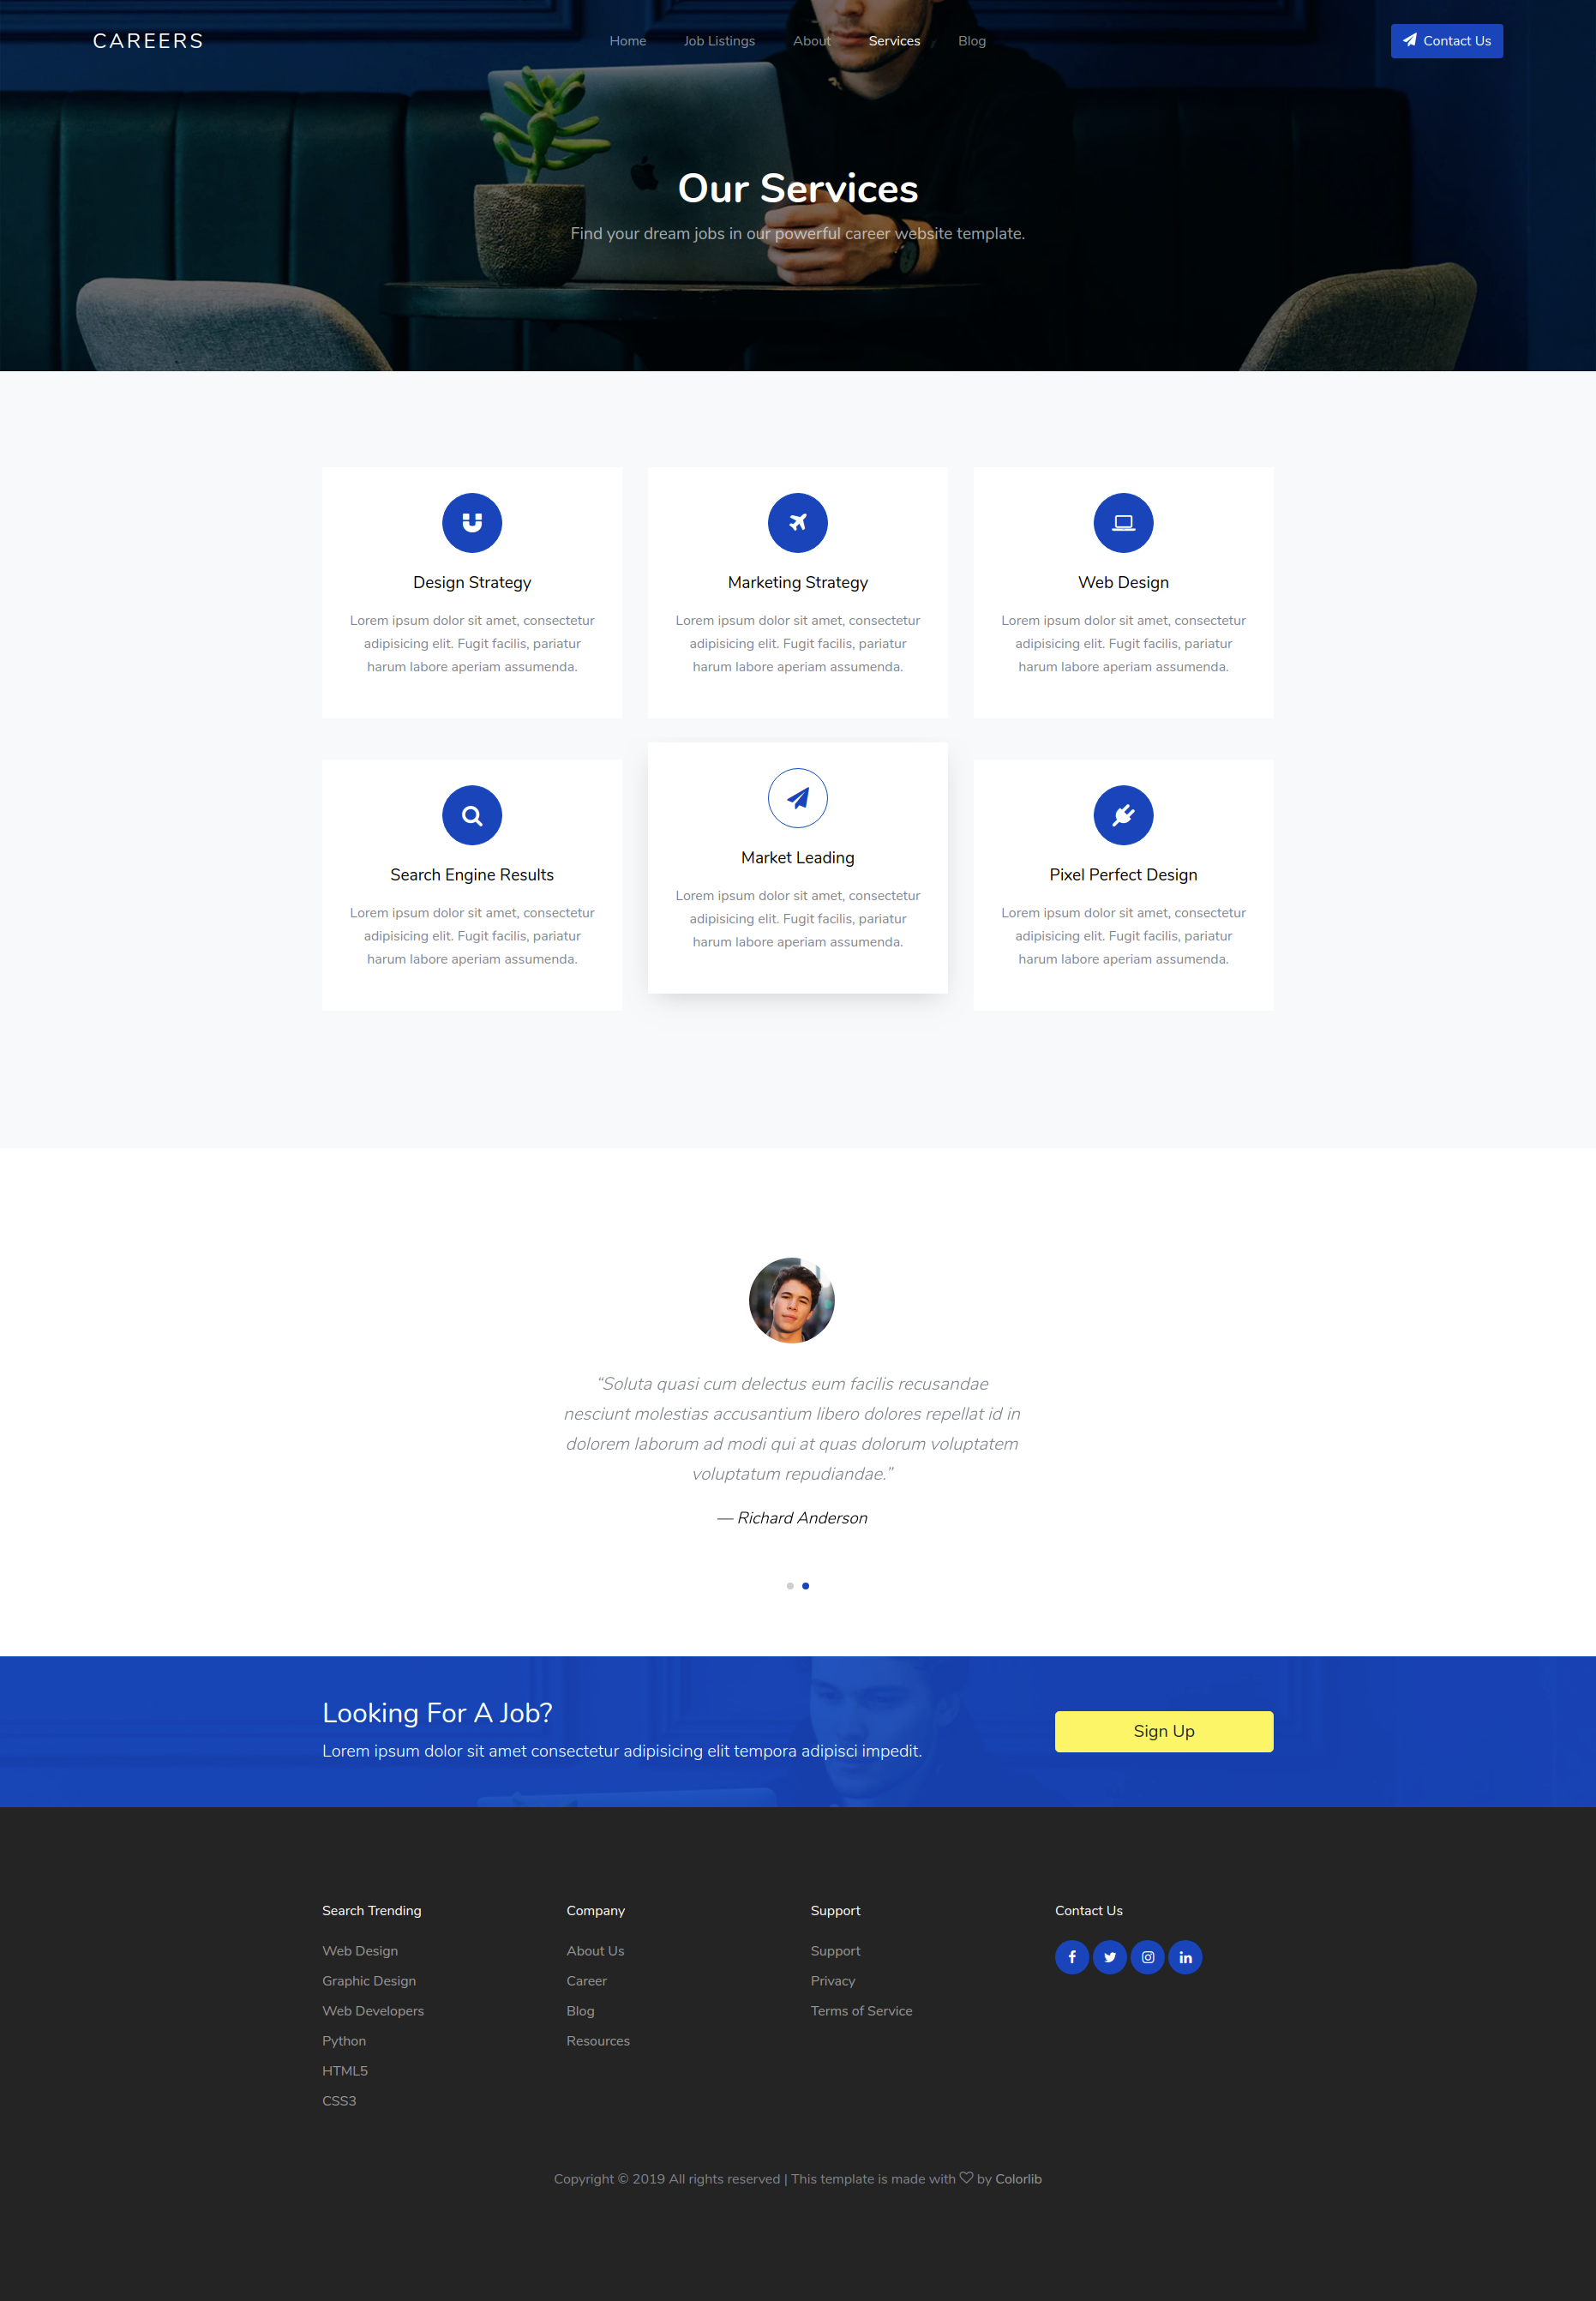 CAREERS
Home Job Listings About Services Blog
Contact Us
Our Services
Find your dream jobs in our powerful career website template.
Design Strategy
Lorem ipsum dolor sit amet, consectetur
adipisicing elit. Fugit facilis, pariatur
harum labore aperiam assumenda.
Marketing Strategy
Lorem ipsum dolor sit amet, consectetur
adipisicing elit. Fugit facilis, pariatur
harum labore aperiam assumenda.
Web Design
Lorem ipsum dolor sit amet, consectetur
adipisicing elit. Fugit facilis, pariatur
harum labore aperiam assumenda.
Search Engine Results
Lorem ipsum dolor sit amet, consectetur
adipisicing elit. Fugit facilis, pariatur
harum labore aperiam assumenda.
Market Leading
Lorem ipsum dolor sit amet, consectetur
adipisicing elit. Fugit facilis, pariatur
harum labore aperiam assumenda.
Pixel Perfect Design
Lorem ipsum dolor sit amet, consectetur
adipisicing elit. Fugit facilis, pariatur
harum labore aperiam assumenda.
“Soluta quasi cum delectus eum facilis recusandae
nesciunt molestias accusantium libero dolores repellat id in
dolorem laborum ad modi qui at quas dolorum voluptatem
voluptatum repudiandae.”
— Richard Anderson
Looking For A Job?
Lorem ipsum dolor sit amet consectetur adipisicing elit tempora adipisci impedit.
Sign Up
Search Trending
Web Design
Graphic Design
Web Developers
Python
HTML5
CSS3
Company
About Us
Career
Blog
Resources
Support
Support
Privacy
Terms of Service
Contact Us
Copyright © 2019 All rights reserved | This template is made with ♡ by Colorlib